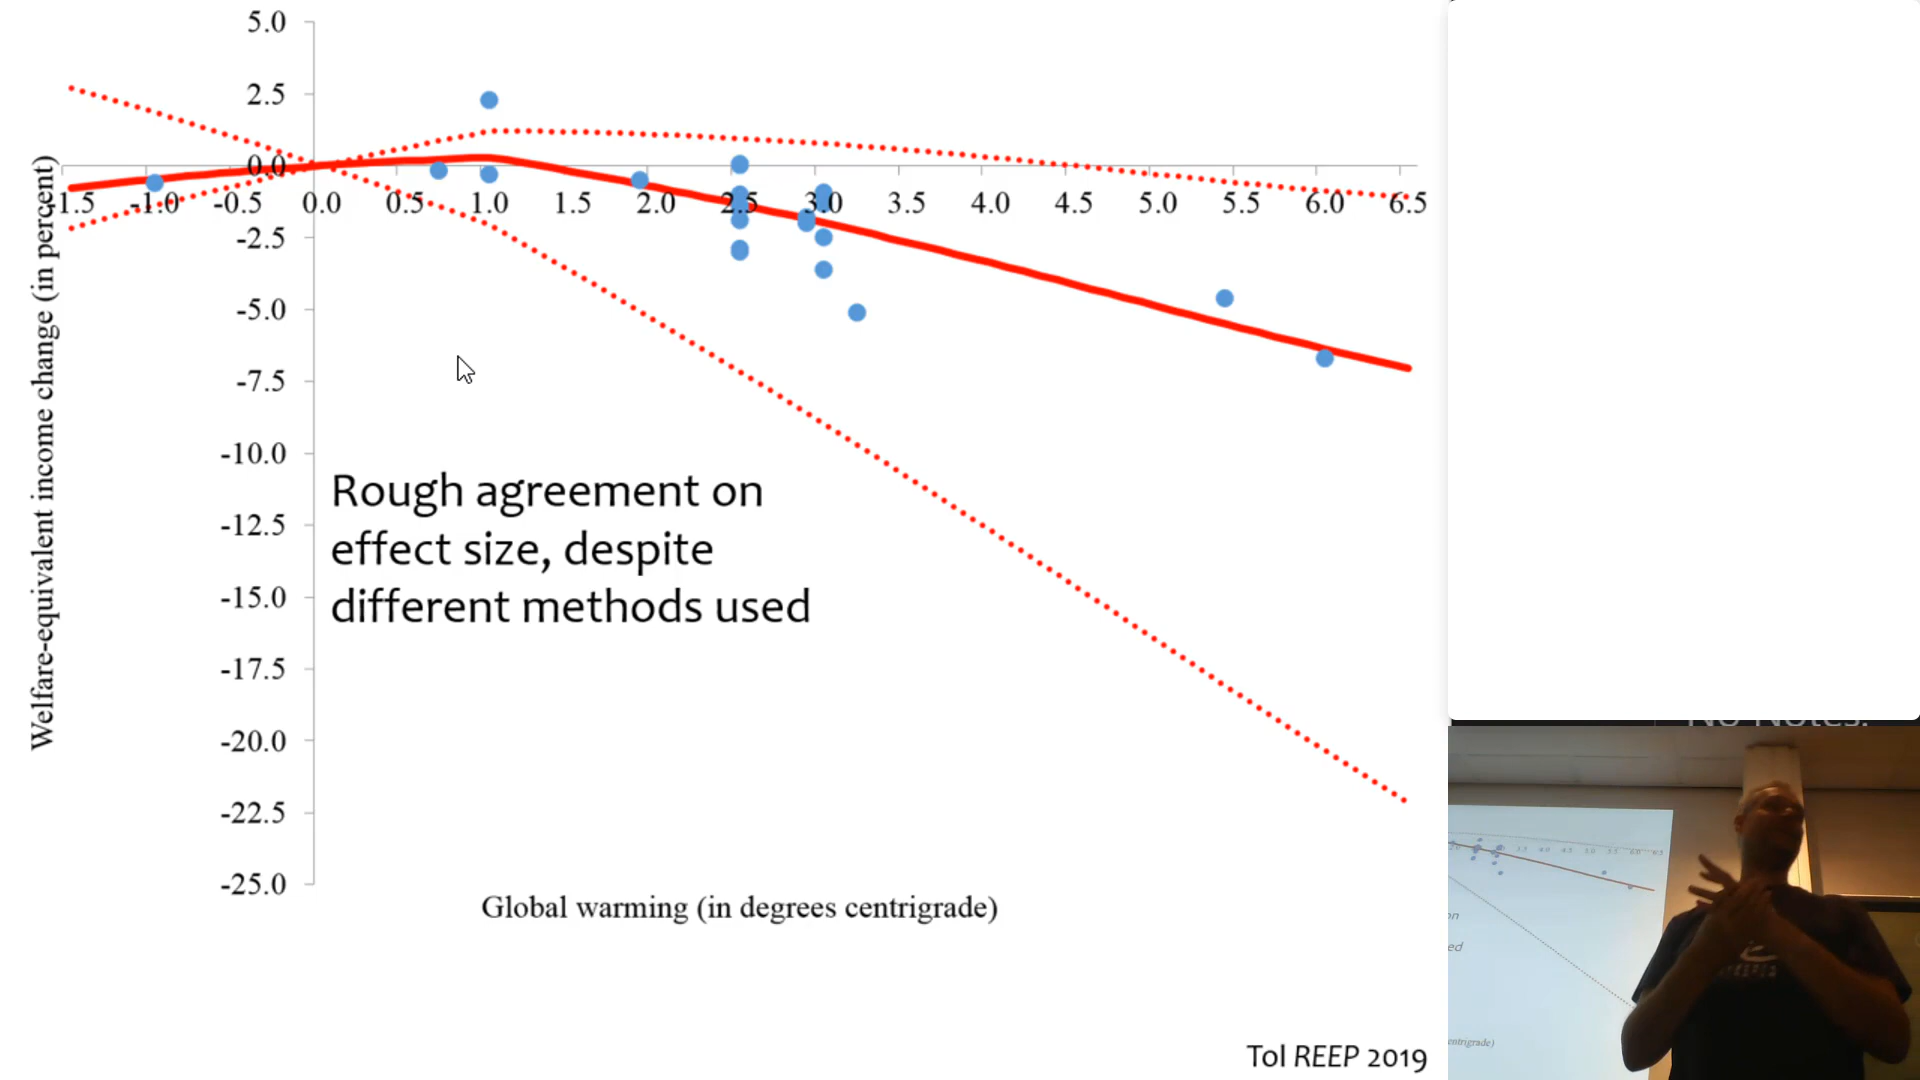 5.0
2.5
0.0
-1.5 -1.0 -0.5 0.0 0.5 1.0 1.5 2.0 2.5 3.0 3.5 4.0 4.5 5.0 5.5 6.0 6.5
-2.5
-5.0
-7.5
-10.0
-12.5
-15.0
-17.5
-20.0
-22.5
-25.0
Welfare-equivalent income change (in percent)
Rough agreement on
effect size, despite
different methods used
Global warming (in degrees centrigrade)
Tol REEP 2019
No Notes.